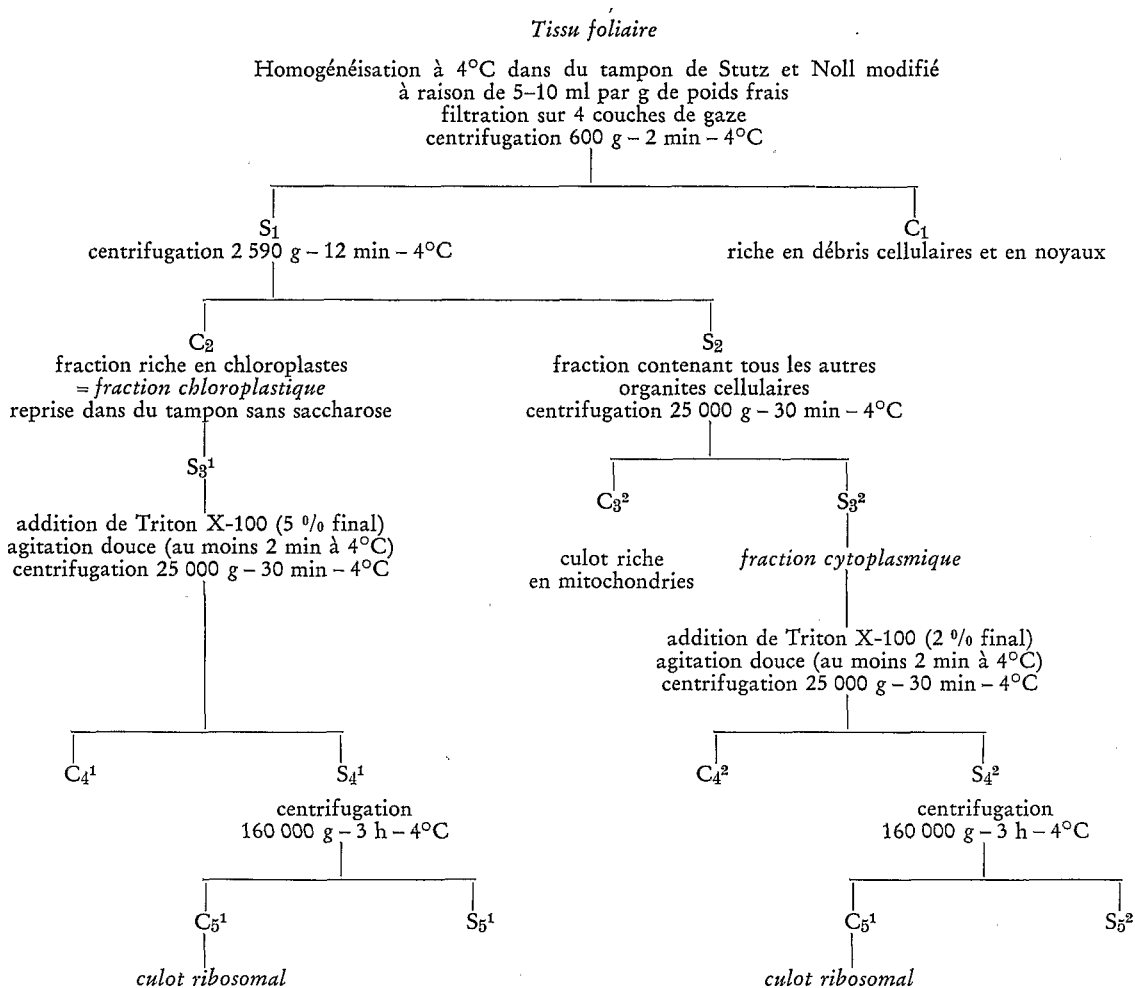 Tissu foliaire
Homogénéisation à 4°C dans du tampon de Stutz et Noll modifié
à raison de 5–10 ml par g de poids frais
filtration sur 4 couches de gaze
centrifugation 600 g – 2 min – 4°C
S₁
centrifugation 2 590 g – 12 min – 4°C
C₁
riche en débris cellulaires et en noyaux
C₂
fraction riche en chloroplastes
= fraction chloroplastique
reprise dans du tampon sans saccharose
S₂
fraction contenant tous les autres
organites cellulaires
centrifugation 25 000 g – 30 min – 4°C
S₃¹
addition de Triton X-100 (5 % final)
agitation douce (au moins 2 min à 4°C)
centrifugation 25 000 g – 30 min – 4°C
C₃²
culot riche
en mitochondries
S₃²
fraction cytoplasmique
addition de Triton X-100 (2 % final)
agitation douce (au moins 2 min à 4°C)
centrifugation 25 000 g – 30 min – 4°C
C₄¹
S₄¹
centrifugation
160 000 g – 3 h – 4°C
C₄²
S₄²
centrifugation
160 000 g – 3 h – 4°C
C₅¹
S₅¹
culot ribosomal
C₅¹
S₅²
culot ribosomal